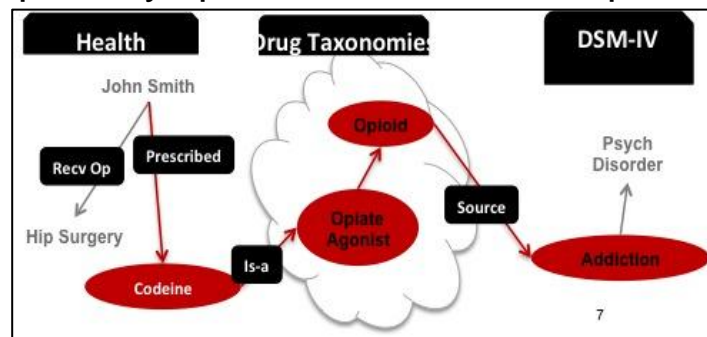 Health
Drug Taxonomies
DSM-IV
John Smith
Recv Op
Prescribed
Hip Surgery
Codeine
Is-a
Opioid
Opiate
Agonist
Source
Psych
Disorder
Addiction
7